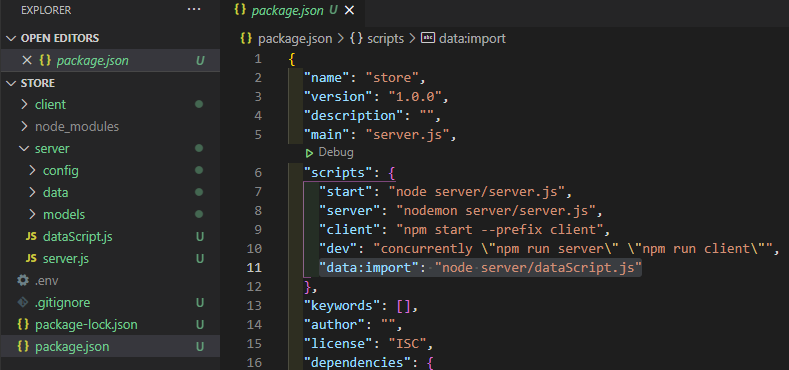 EXPLORER ...
OPEN EDITORS
{} package.json U
STORE
client
node_modules
server
config
data
models
JS dataScript.js U
JS server.js U
.env
.gitignore U
{} package-lock.json U
{} package.json U
{} package.json U
{} package.json > {} scripts > abc data:import
1 {
2 "name": "store",
3 "version": "1.0.0",
4 "description": "",
5 "main": "server.js",
Debug
6 "scripts": {
7 "start": "node server/server.js",
8 "server": "nodemon server/server.js",
9 "client": "npm start --prefix client",
10 "dev": "concurrently \"npm run server\" \"npm run client\"",
11 "data:import": "node server/dataScript.js"
12 },
13 "keywords": [],
14 "author": "",
15 "license": "ISC",
16 "dependencies": {